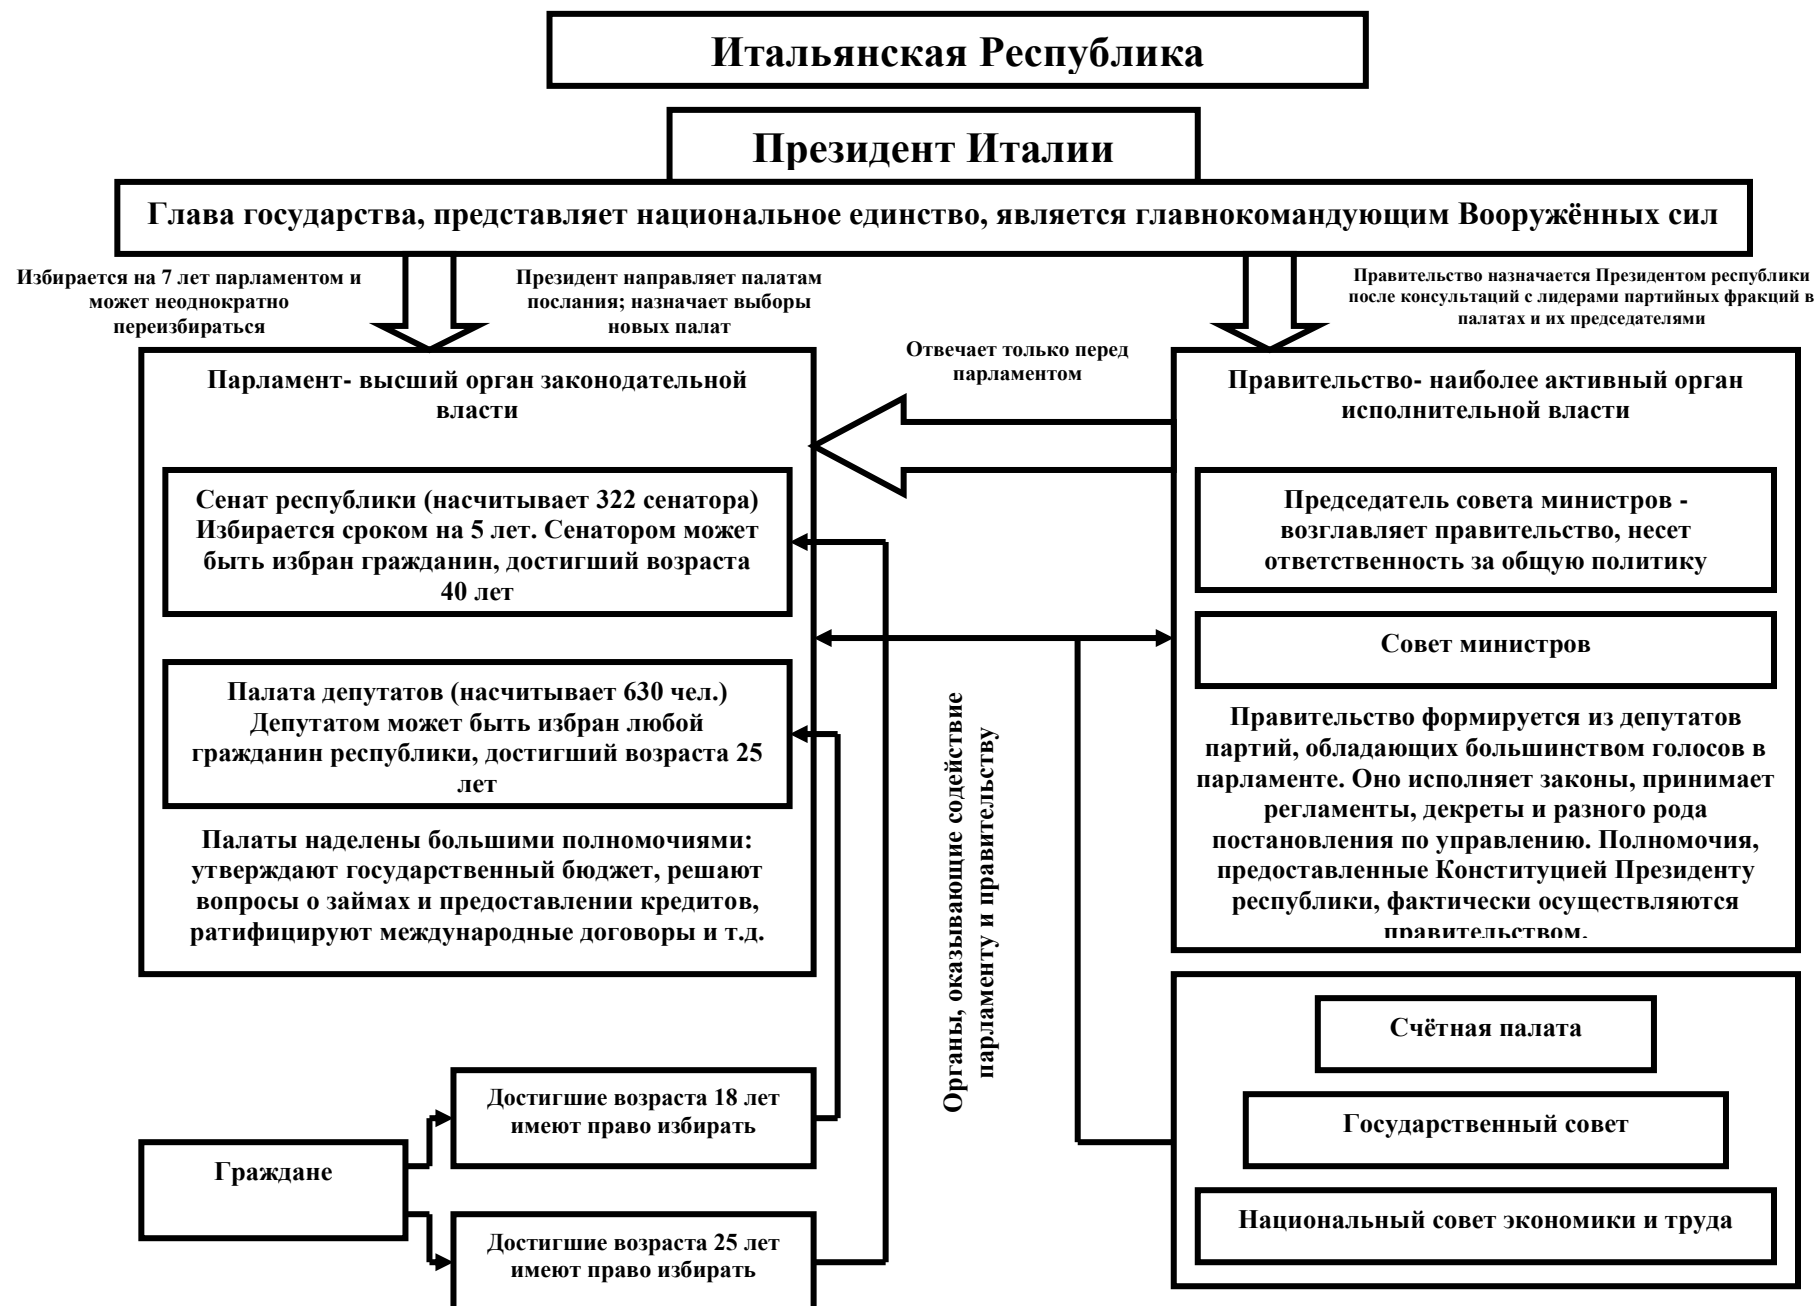 Итальянская Республика
Президент Италии
Глава государства, представляет национальное единство, является главнокомандующим Вооружённых сил
Избирается на 7 лет парламентом и
может неоднократно
переизбираться
Президент направляет палатам
послания; назначает выборы
новых палат
Правительство назначается Президентом республики
после консультаций с лидерами партийных фракций в
палатах и их председателями
Отвечает только перед
парламентом
Парламент- высший орган законодательной
власти
Сенат республики (насчитывает 322 сенатора)
Избирается сроком на 5 лет. Сенатором может
быть избран гражданин, достигший возраста
40 лет
Палата депутатов (насчитывает 630 чел.)
Депутатом может быть избран любой
гражданин республики, достигший возраста 25
лет
Палаты наделены большими полномочиями:
утверждают государственный бюджет, решают
вопросы о займах и предоставлении кредитов,
ратифицируют международные договоры и т.д.
Правительство- наиболее активный орган
исполнительной власти
Председатель совета министров -
возглавляет правительство, несет
ответственность за общую политику
Совет министров
Правительство формируется из депутатов
партий, обладающих большинством голосов в
парламенте. Оно исполняет законы, принимает
регламенты, декреты и разного рода
постановления по управлению. Полномочия,
предоставленные Конституцией Президенту
республики, фактически осуществляются
правительством.
Органы, оказывающие содействие
парламенту и правительству
Счётная палата
Государственный совет
Национальный совет экономики и труда
Граждане
Достигшие возраста 18 лет
имеют право избирать
Достигшие возраста 25 лет
имеют право избирать